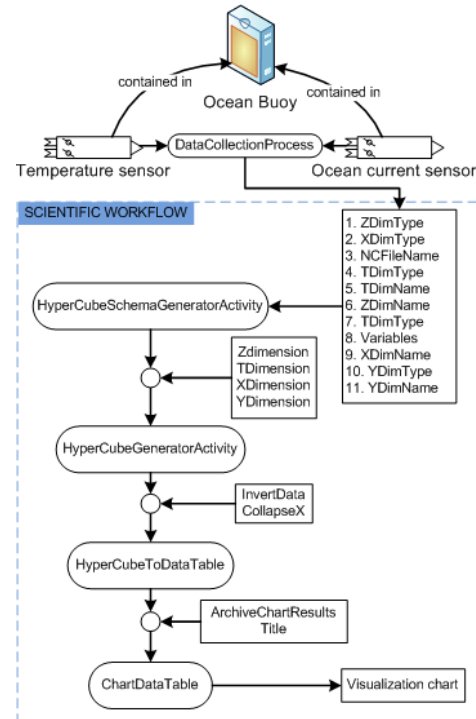 contained in
Ocean Buoy
contained in
Temperature sensor
DataCollectionProcess
Ocean current sensor
SCIENTIFIC WORKFLOW
1. ZDimType
2. XDimType
3. NCFileName
4. TDimType
5. TDimName
6. ZDimName
7. TDimType
8. Variables
9. XDimName
10. YDimType
11. YDimName
HyperCubeSchemaGeneratorActivity
Zdimension
TDimension
XDimension
YDimension
HyperCubeGeneratorActivity
InvertData
CollapseX
HyperCubeToDataTable
ArchiveChartResults
Title
ChartDataTable
Visualization chart